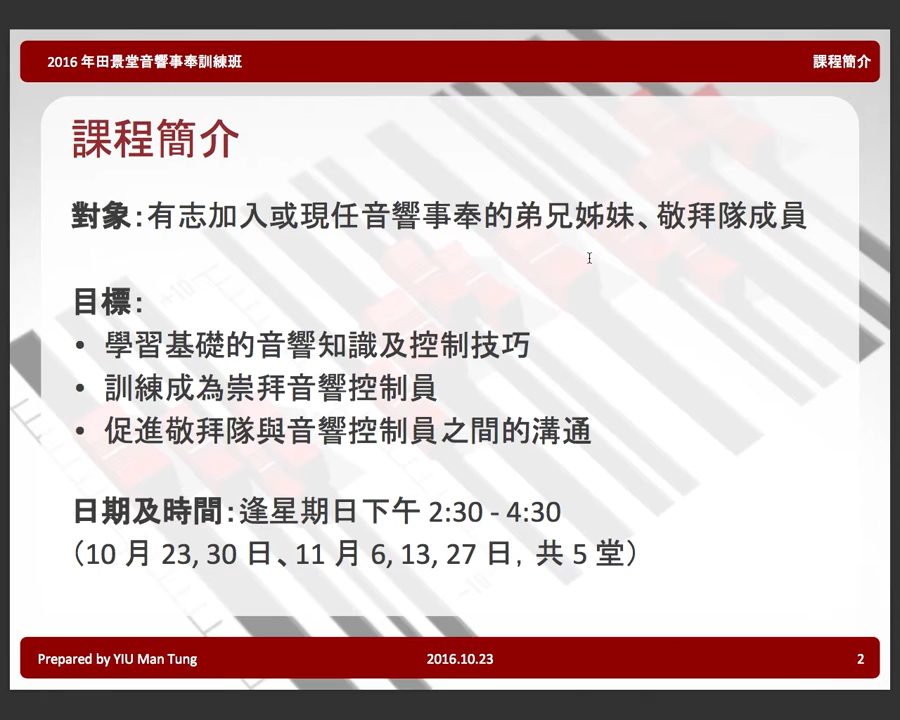 2016 年田景堂音響事奉訓練班
課程簡介
課程簡介
對象：有志加入或現任音響事奉的弟兄姊妹、敬拜隊成員
目標：
• 學習基礎的音響知識及控制技巧
• 訓練成為崇拜音響控制員
• 促進敬拜隊與音響控制員之間的溝通
日期及時間：逢星期日下午 2:30 - 4:30
（10 月 23, 30 日、11 月 6, 13, 27 日，共 5 堂）
Prepared by YIU Man Tung
2016.10.23
2